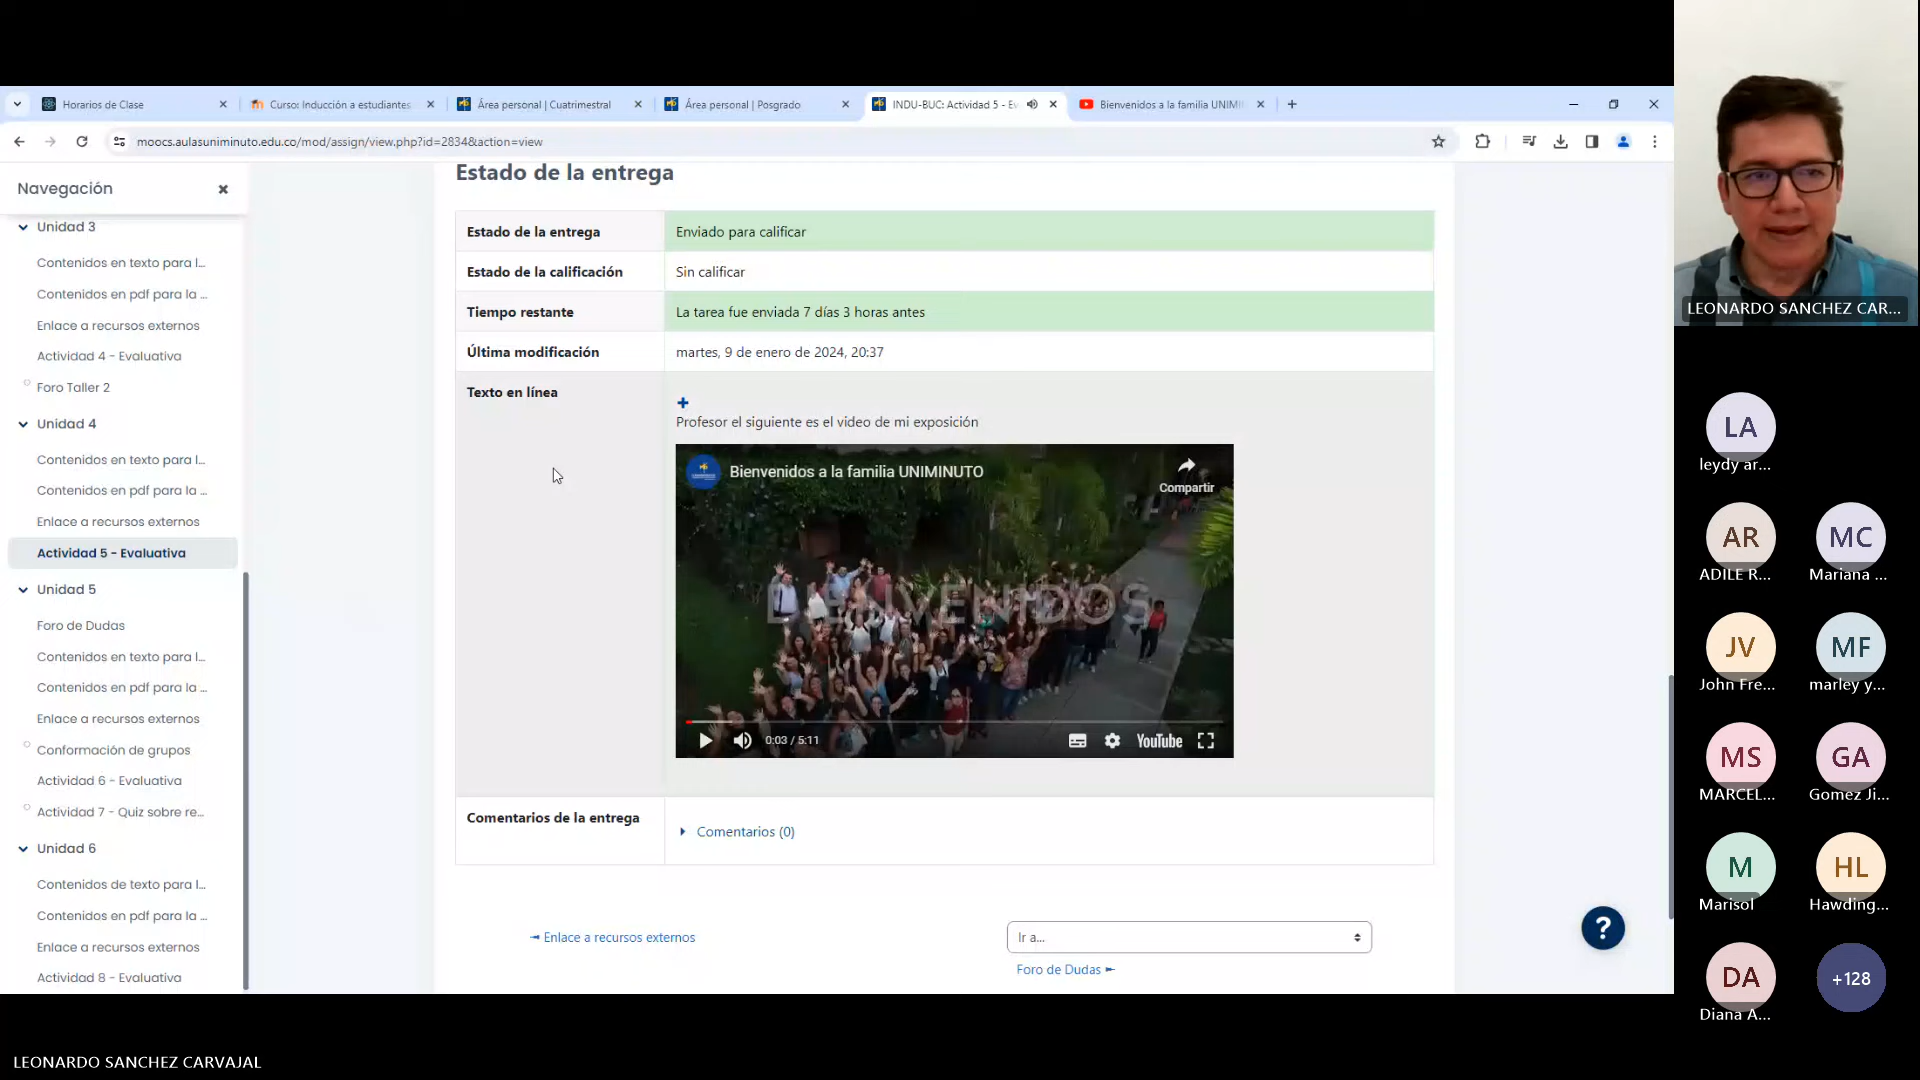 Horarios de Clase
Curso: Inducción a estudiantes
Área personal | Cuatrimestral
Área personal | Posgrado
INDU-BUC: Actividad 5 - Ev
Bienvenidos a la familia UNIMI
moocs.aulasuniminuto.edu.co/mod/assign/view.php?id=2834&action=view
Navegación
Unidad 3
Contenidos en texto para l...
Contenidos en pdf para la ...
Enlace a recursos externos
Actividad 4 - Evaluativa
Foro Taller 2
Unidad 4
Contenidos en texto para l...
Contenidos en pdf para la ...
Enlace a recursos externos
Actividad 5 - Evaluativa
Unidad 5
Foro de Dudas
Contenidos en texto para l...
Contenidos en pdf para la ...
Enlace a recursos externos
Conformación de grupos
Actividad 6 - Evaluativa
Actividad 7 - Quiz sobre re...
Unidad 6
Contenidos de texto para l...
Contenidos en pdf para la ...
Enlace a recursos externos
Actividad 8 - Evaluativa
Estado de la entrega
Estado de la entrega Enviado para calificar
Estado de la calificación Sin calificar
Tiempo restante La tarea fue enviada 7 días 3 horas antes
Última modificación martes, 9 de enero de 2024, 20:37
Texto en línea
Profesor el siguiente es el video de mi exposición
Bienvenidos a la familia UNIMINUTO
Compartir
BIENVENIDOS
0:03 / 5:11
YouTube
Comentarios de la entrega Comentarios (0)
Enlace a recursos externos
Ir a...
Foro de Dudas
?
LEONARDO SANCHEZ CAR...
LA
leydy ar...
AR MC
ADILE R... Mariana ...
JV MF
John Fre... marley y...
MS GA
MARCEL... Gomez Ji...
M HL
Marisol Hawding...
DA +128
Diana A...
LEONARDO SANCHEZ CARVAJAL